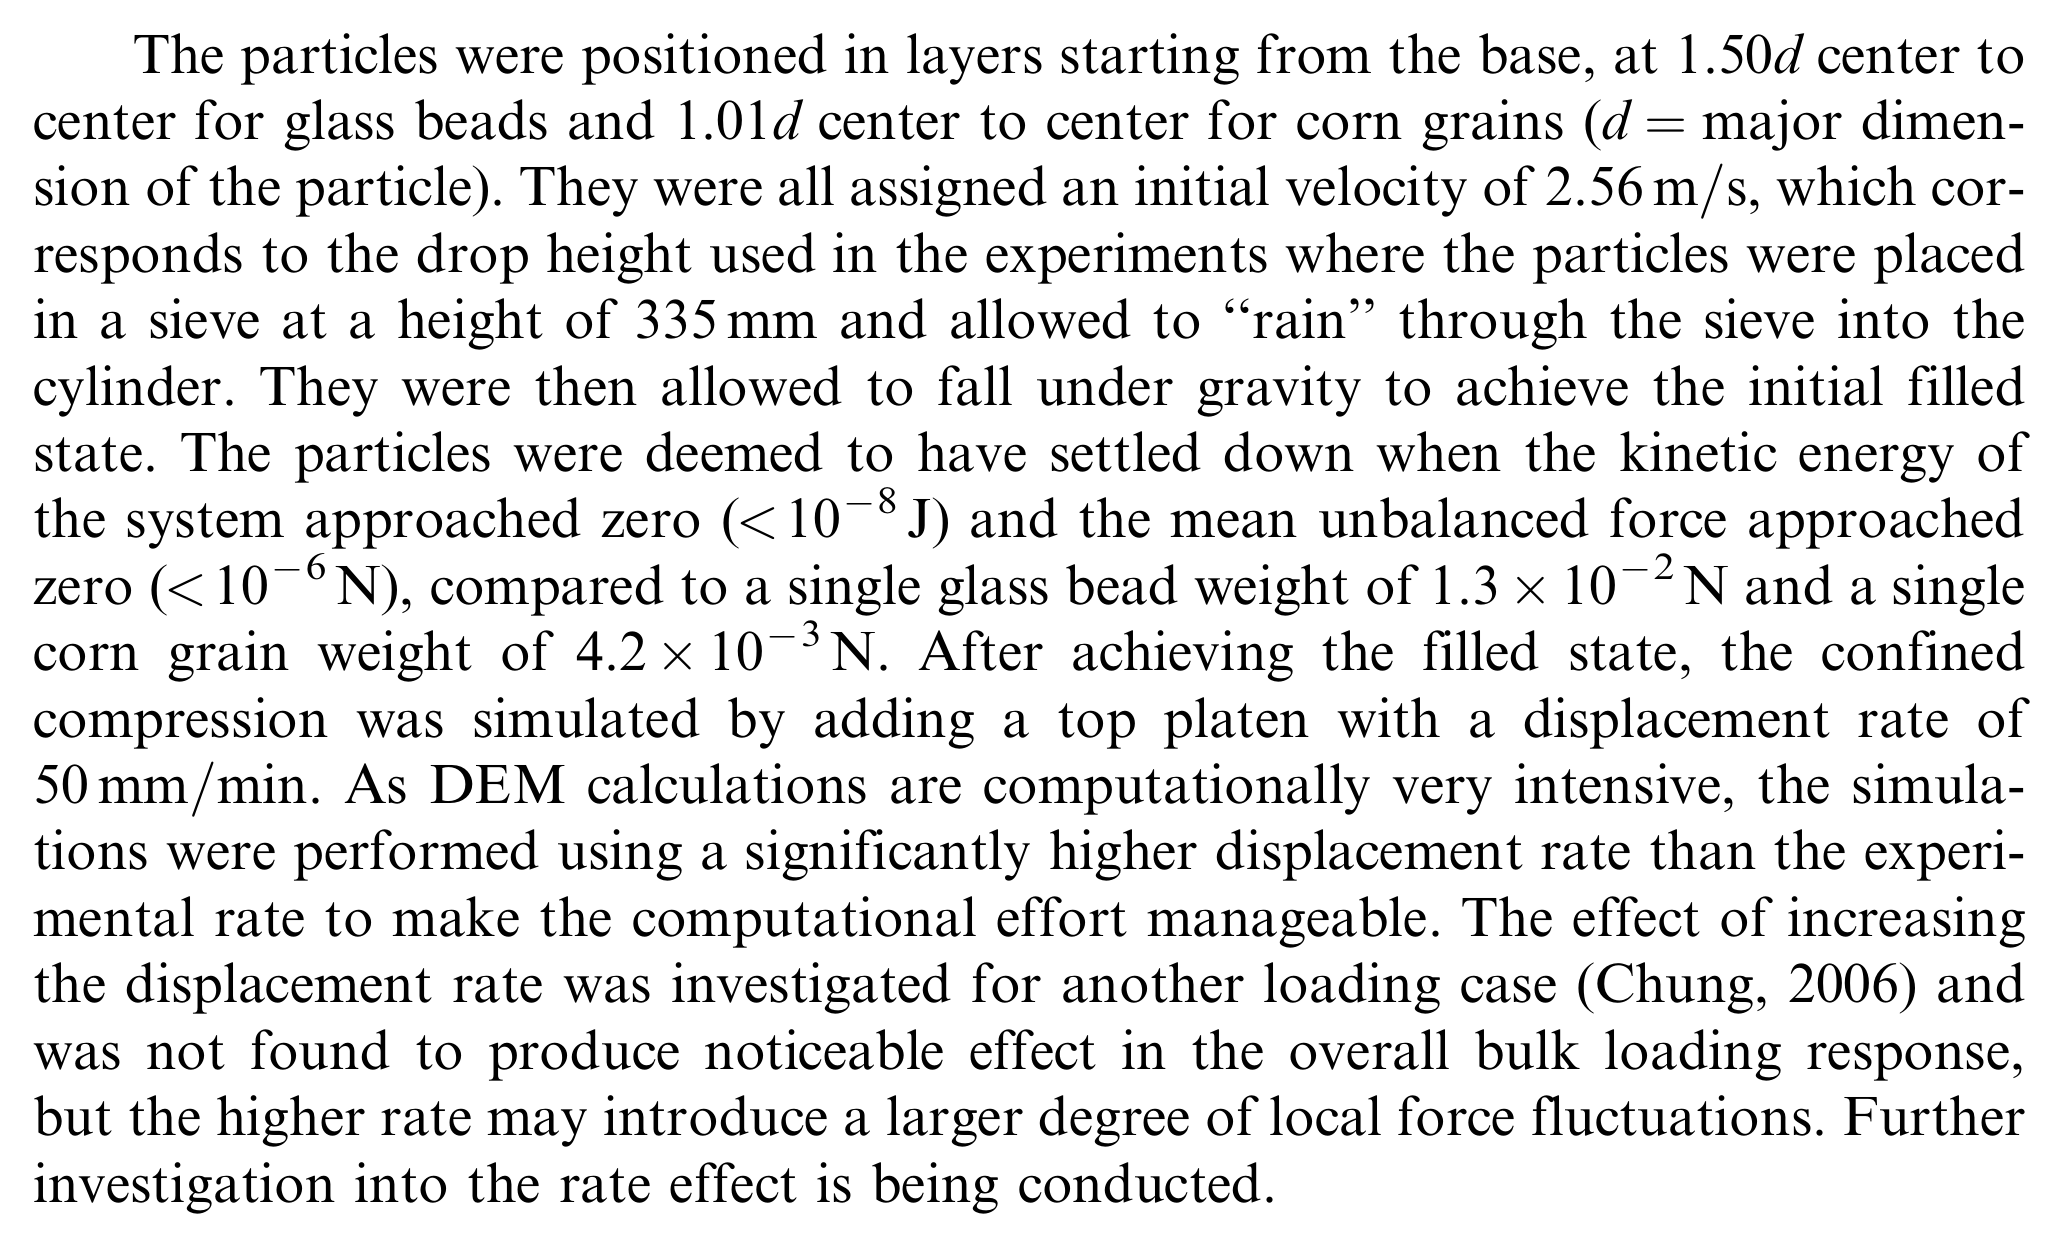 The particles were positioned in layers starting from the base, at 1.50d center to
center for glass beads and 1.01d center to center for corn grains (d = major dimen-
sion of the particle). They were all assigned an initial velocity of 2.56 m/s, which cor-
responds to the drop height used in the experiments where the particles were placed
in a sieve at a height of 335 mm and allowed to “rain” through the sieve into the
cylinder. They were then allowed to fall under gravity to achieve the initial filled
state. The particles were deemed to have settled down when the kinetic energy of
the system approached zero (<10⁻⁸ J) and the mean unbalanced force approached
zero (<10⁻⁶ N), compared to a single glass bead weight of 1.3 × 10⁻² N and a single
corn grain weight of 4.2 × 10⁻³ N. After achieving the filled state, the confined
compression was simulated by adding a top platen with a displacement rate of
50 mm/min. As DEM calculations are computationally very intensive, the simula-
tions were performed using a significantly higher displacement rate than the experi-
mental rate to make the computational effort manageable. The effect of increasing
the displacement rate was investigated for another loading case (Chung, 2006) and
was not found to produce noticeable effect in the overall bulk loading response,
but the higher rate may introduce a larger degree of local force fluctuations. Further
investigation into the rate effect is being conducted.